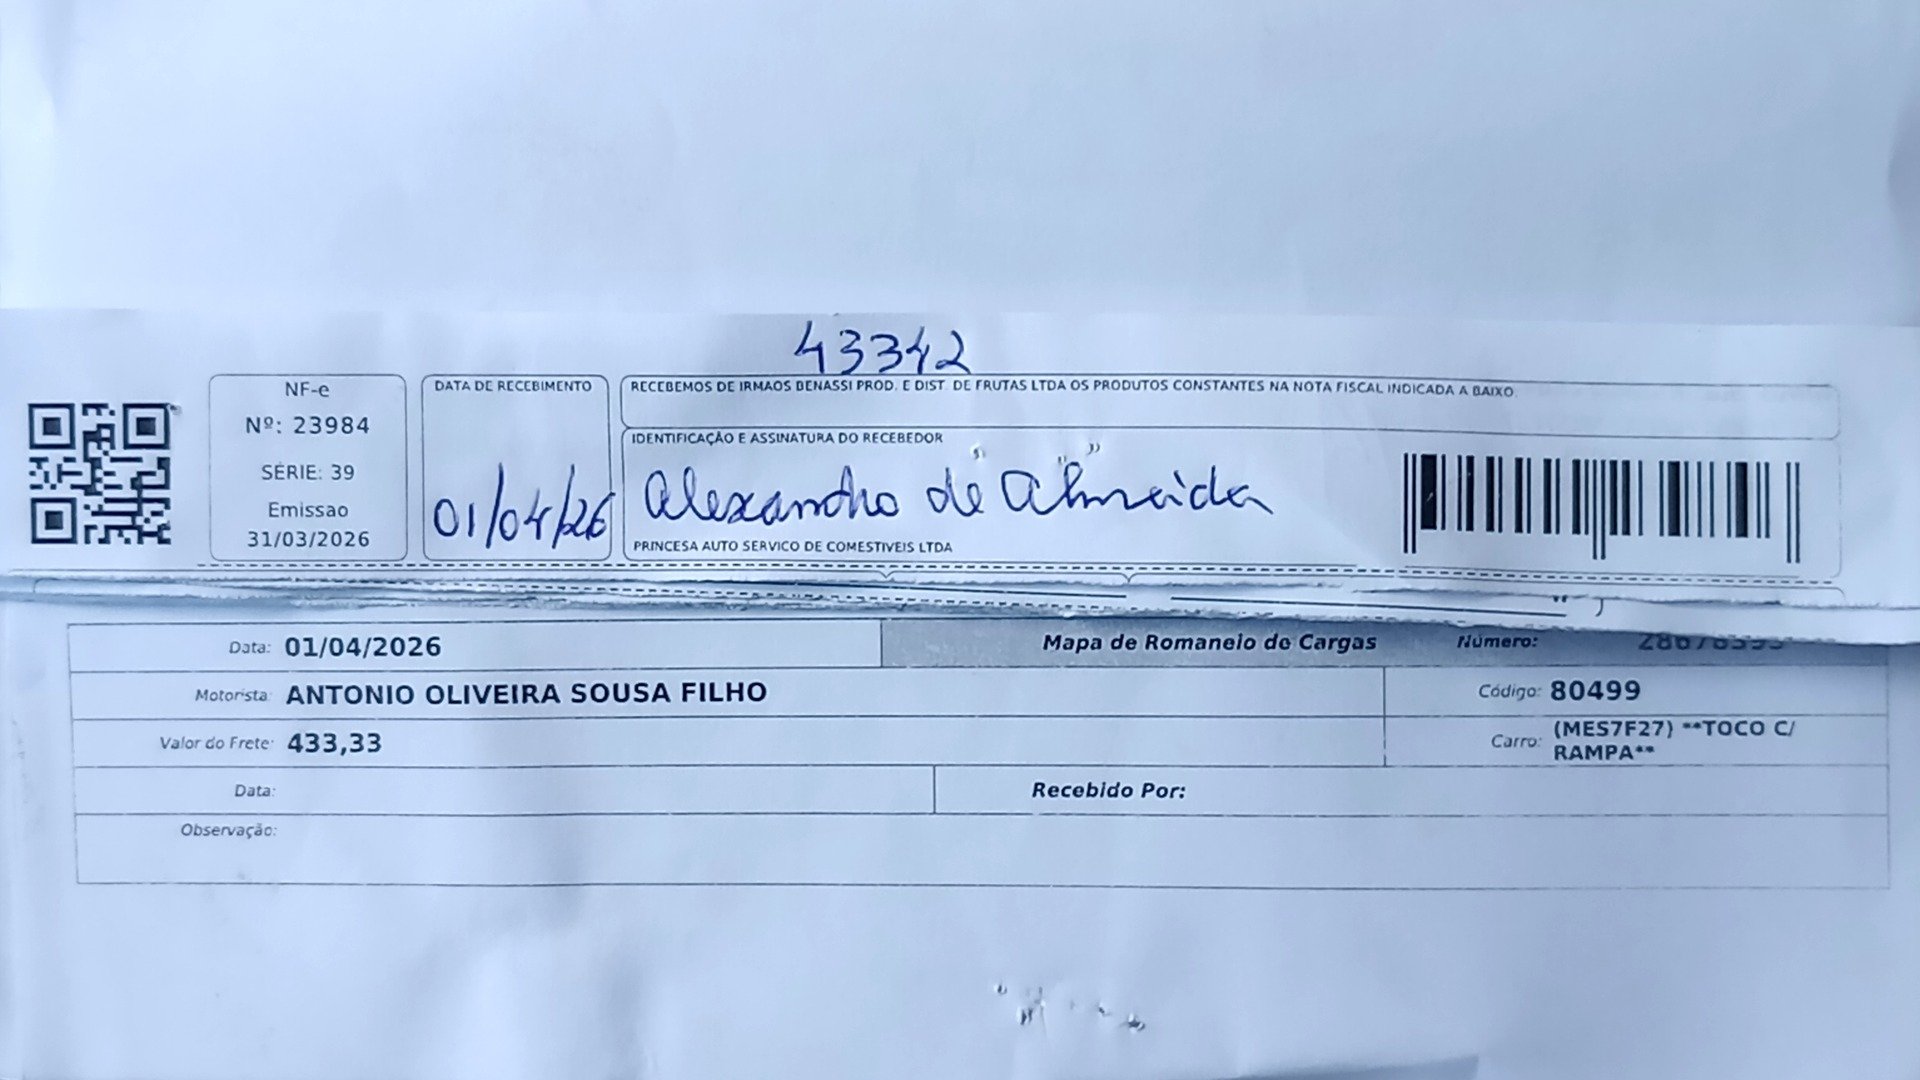 43342
NF-e
Nº: 23984
SÉRIE: 39
Emissao
31/03/2026
DATA DE RECEBIMENTO
01/04/26
RECEBEMOS DE IRMAOS BENASSI PROD. E DIST. DE FRUTAS LTDA OS PRODUTOS CONSTANTES NA NOTA FISCAL INDICADA A BAIXO
IDENTIFICAÇÃO E ASSINATURA DO RECEBEDOR
Alexandro de Almeida
PRINCESA AUTO SERVICO DE COMESTIVEIS LTDA
Data: 01/04/2026
Mapa de Romaneio de Cargas
Número:
Motorista: ANTONIO OLIVEIRA SOUSA FILHO
Código: 80499
Valor do Frete: 433,33
Carro: (MES7F27) **TOCO C/
RAMPA**
Data:
Recebido Por:
Observação: